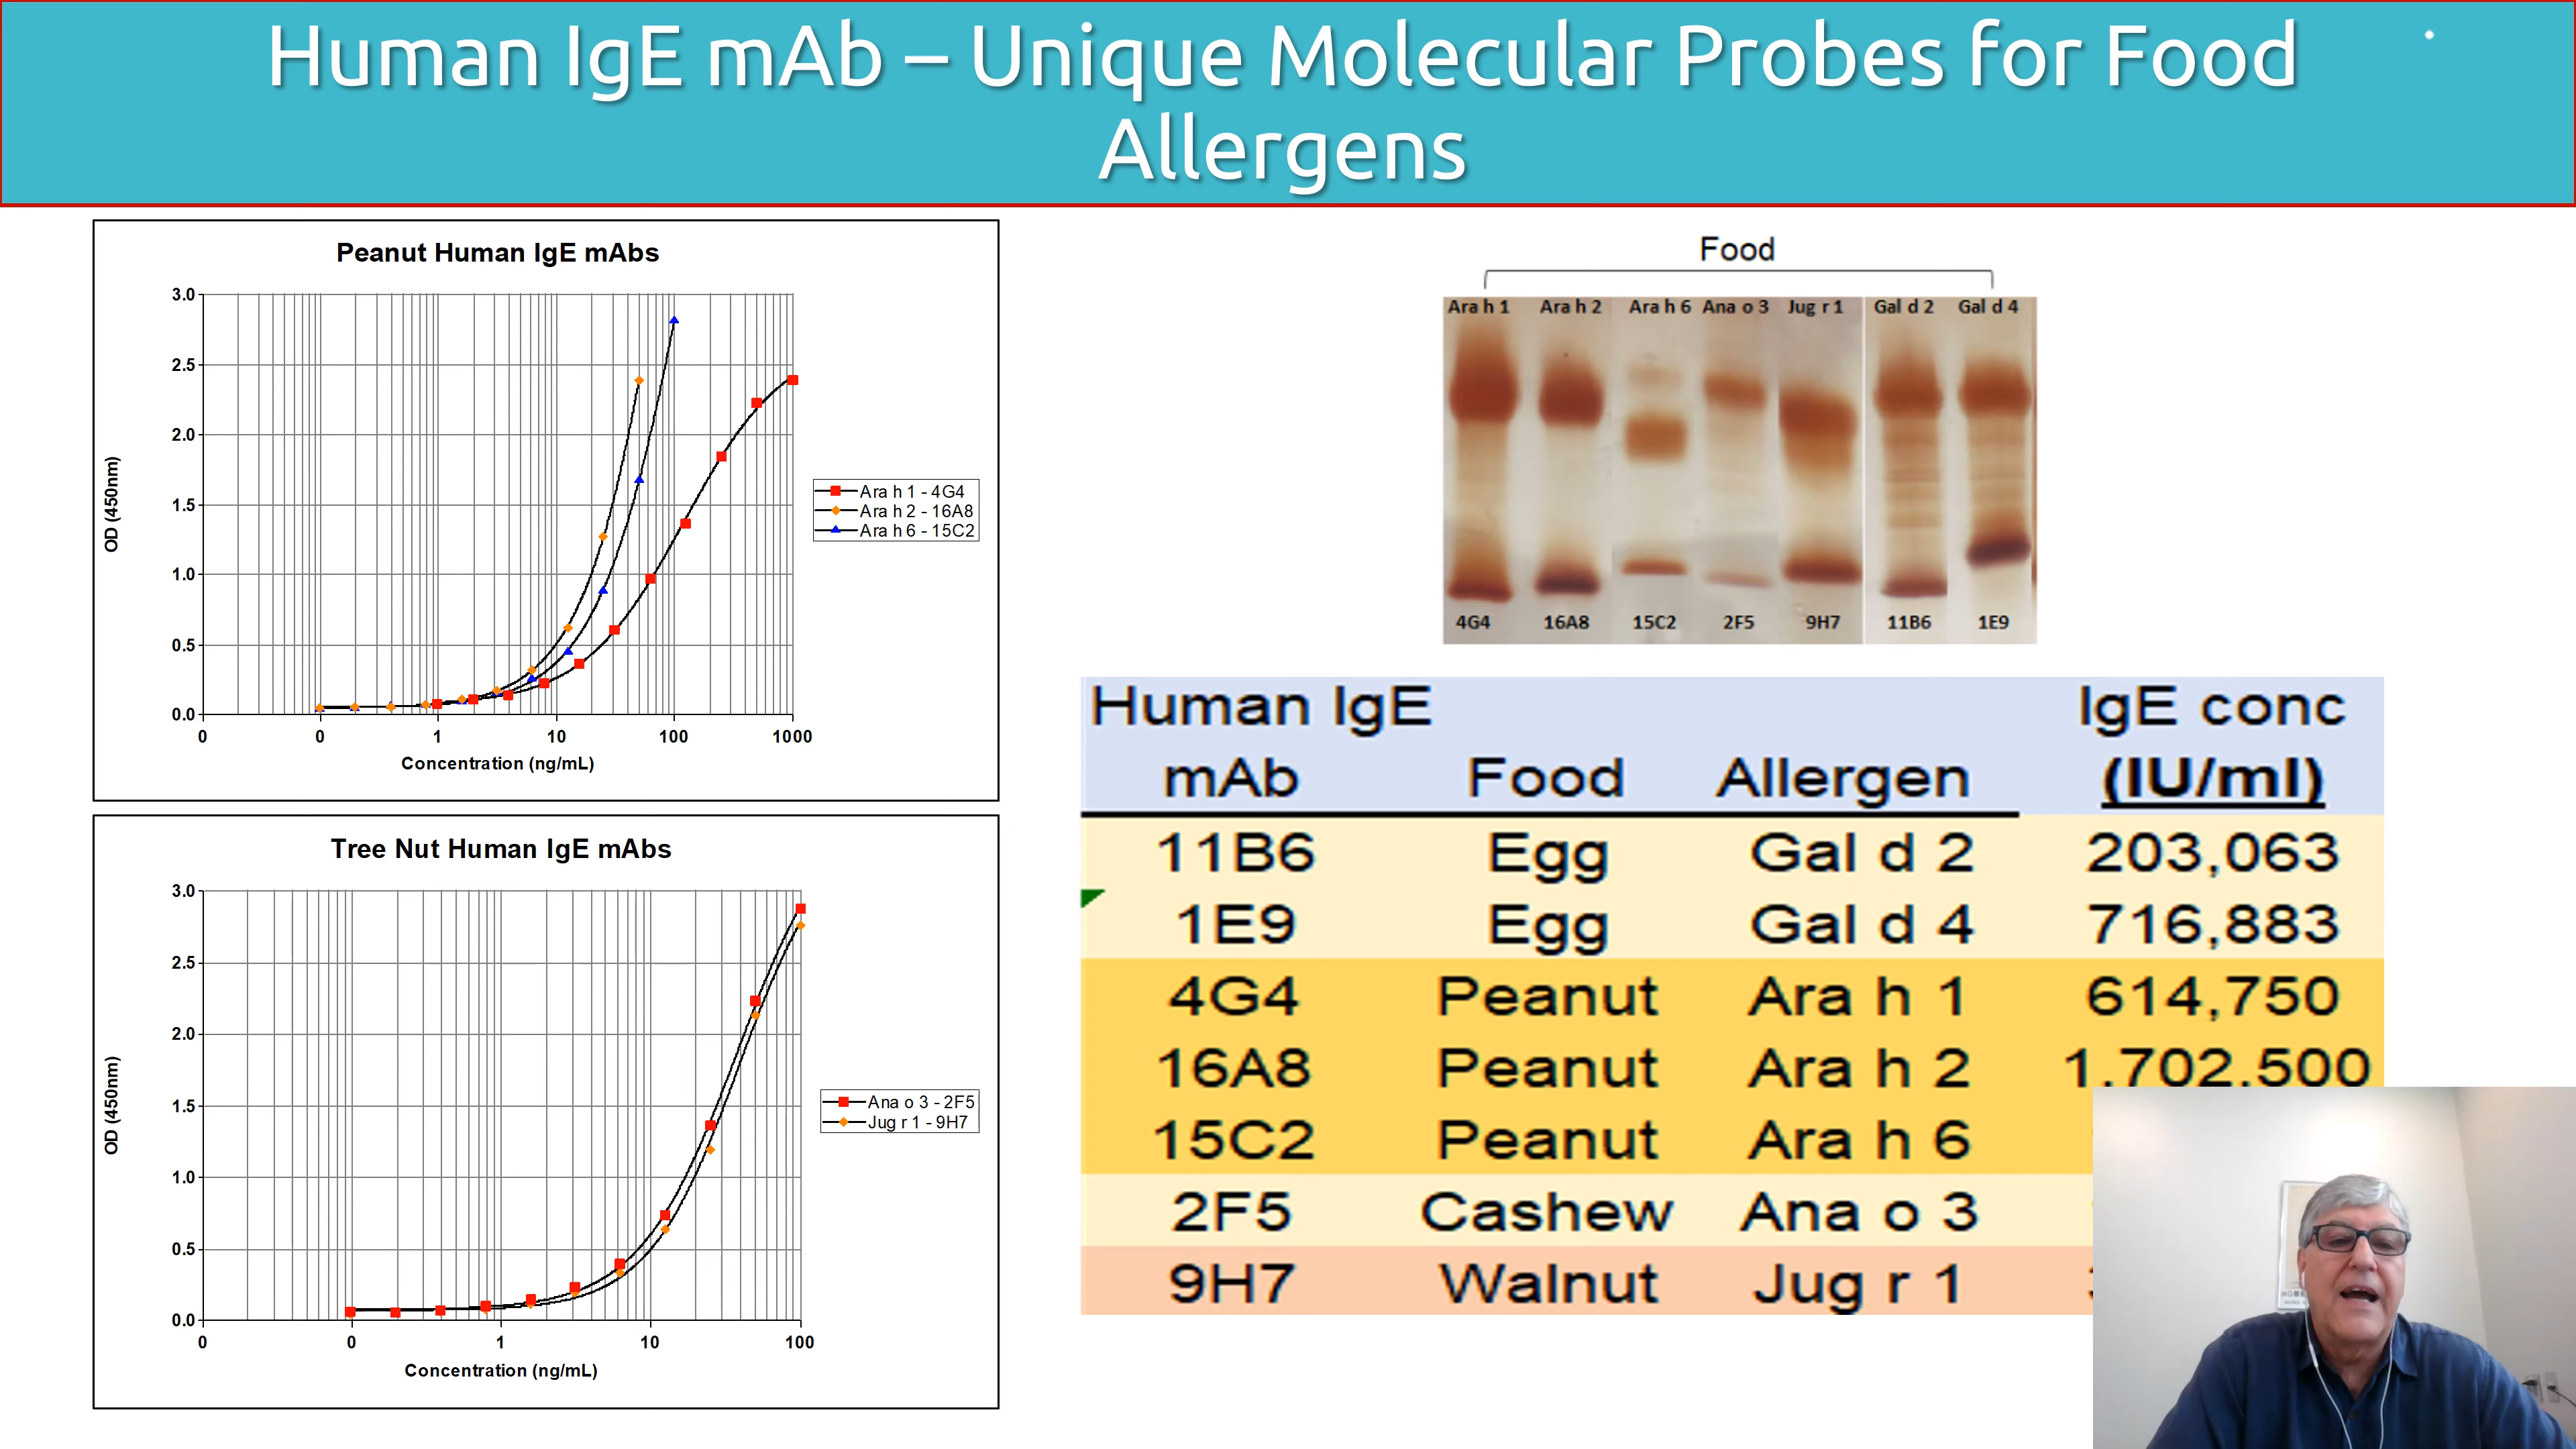 Human IgE mAb – Unique Molecular Probes for Food
Allergens
Peanut Human IgE mAbs
3.0
2.5
2.0
1.5
1.0
0.5
0.0
OD (450nm)
0 0 1 10 100 1000
Concentration (ng/mL)
Ara h 1 - 4G4
Ara h 2 - 16A8
Ara h 6 - 15C2
Tree Nut Human IgE mAbs
3.0
2.5
2.0
1.5
1.0
0.5
0.0
OD (450nm)
0 0 1 10 100
Concentration (ng/mL)
Ana o 3 - 2F5
Jug r 1 - 9H7
Food
Ara h 1 Ara h 2 Ara h 6 Ana o 3 Jug r 1 Gal d 2 Gal d 4
4G4 16A8 15C2 2F5 9H7 11B6 1E9
Human IgE IgE conc
mAb Food Allergen (IU/ml)
11B6 Egg Gal d 2 203,063
1E9 Egg Gal d 4 716,883
4G4 Peanut Ara h 1 614,750
16A8 Peanut Ara h 2 1,702,500
15C2 Peanut Ara h 6
2F5 Cashew Ana o 3
9H7 Walnut Jug r 1